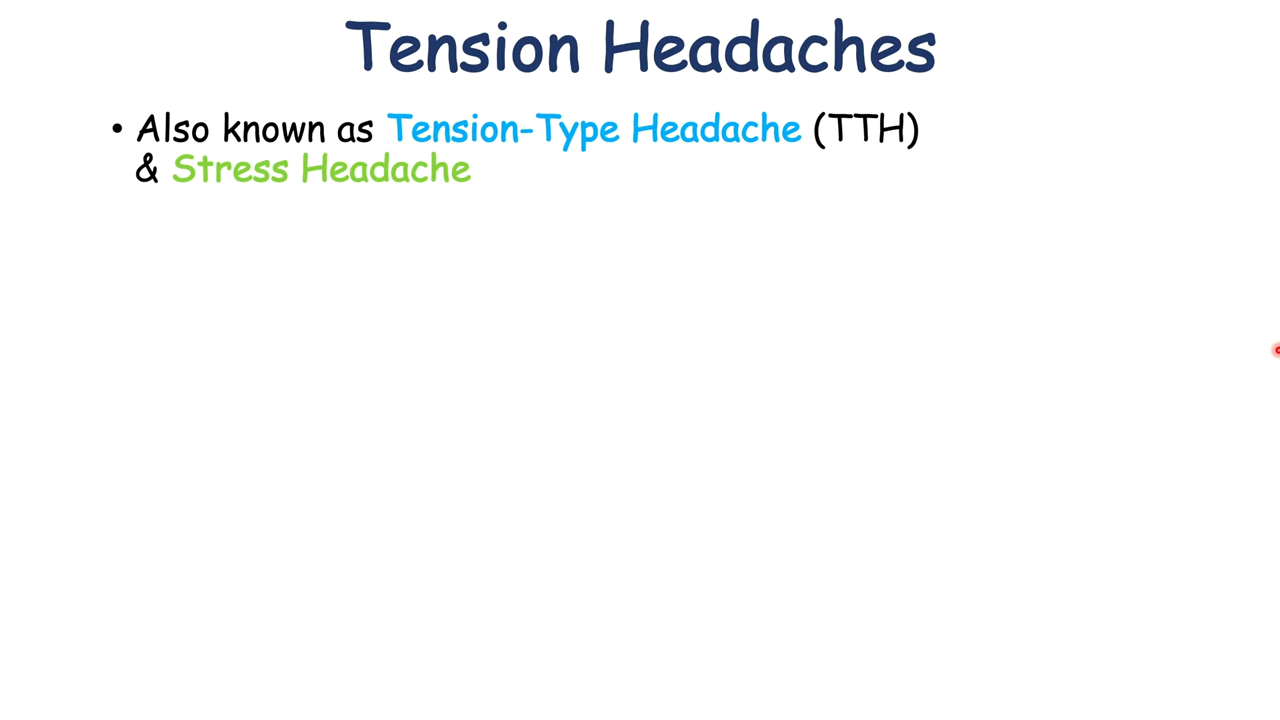 Tension Headaches
• Also known as Tension-Type Headache (TTH)
& Stress Headache